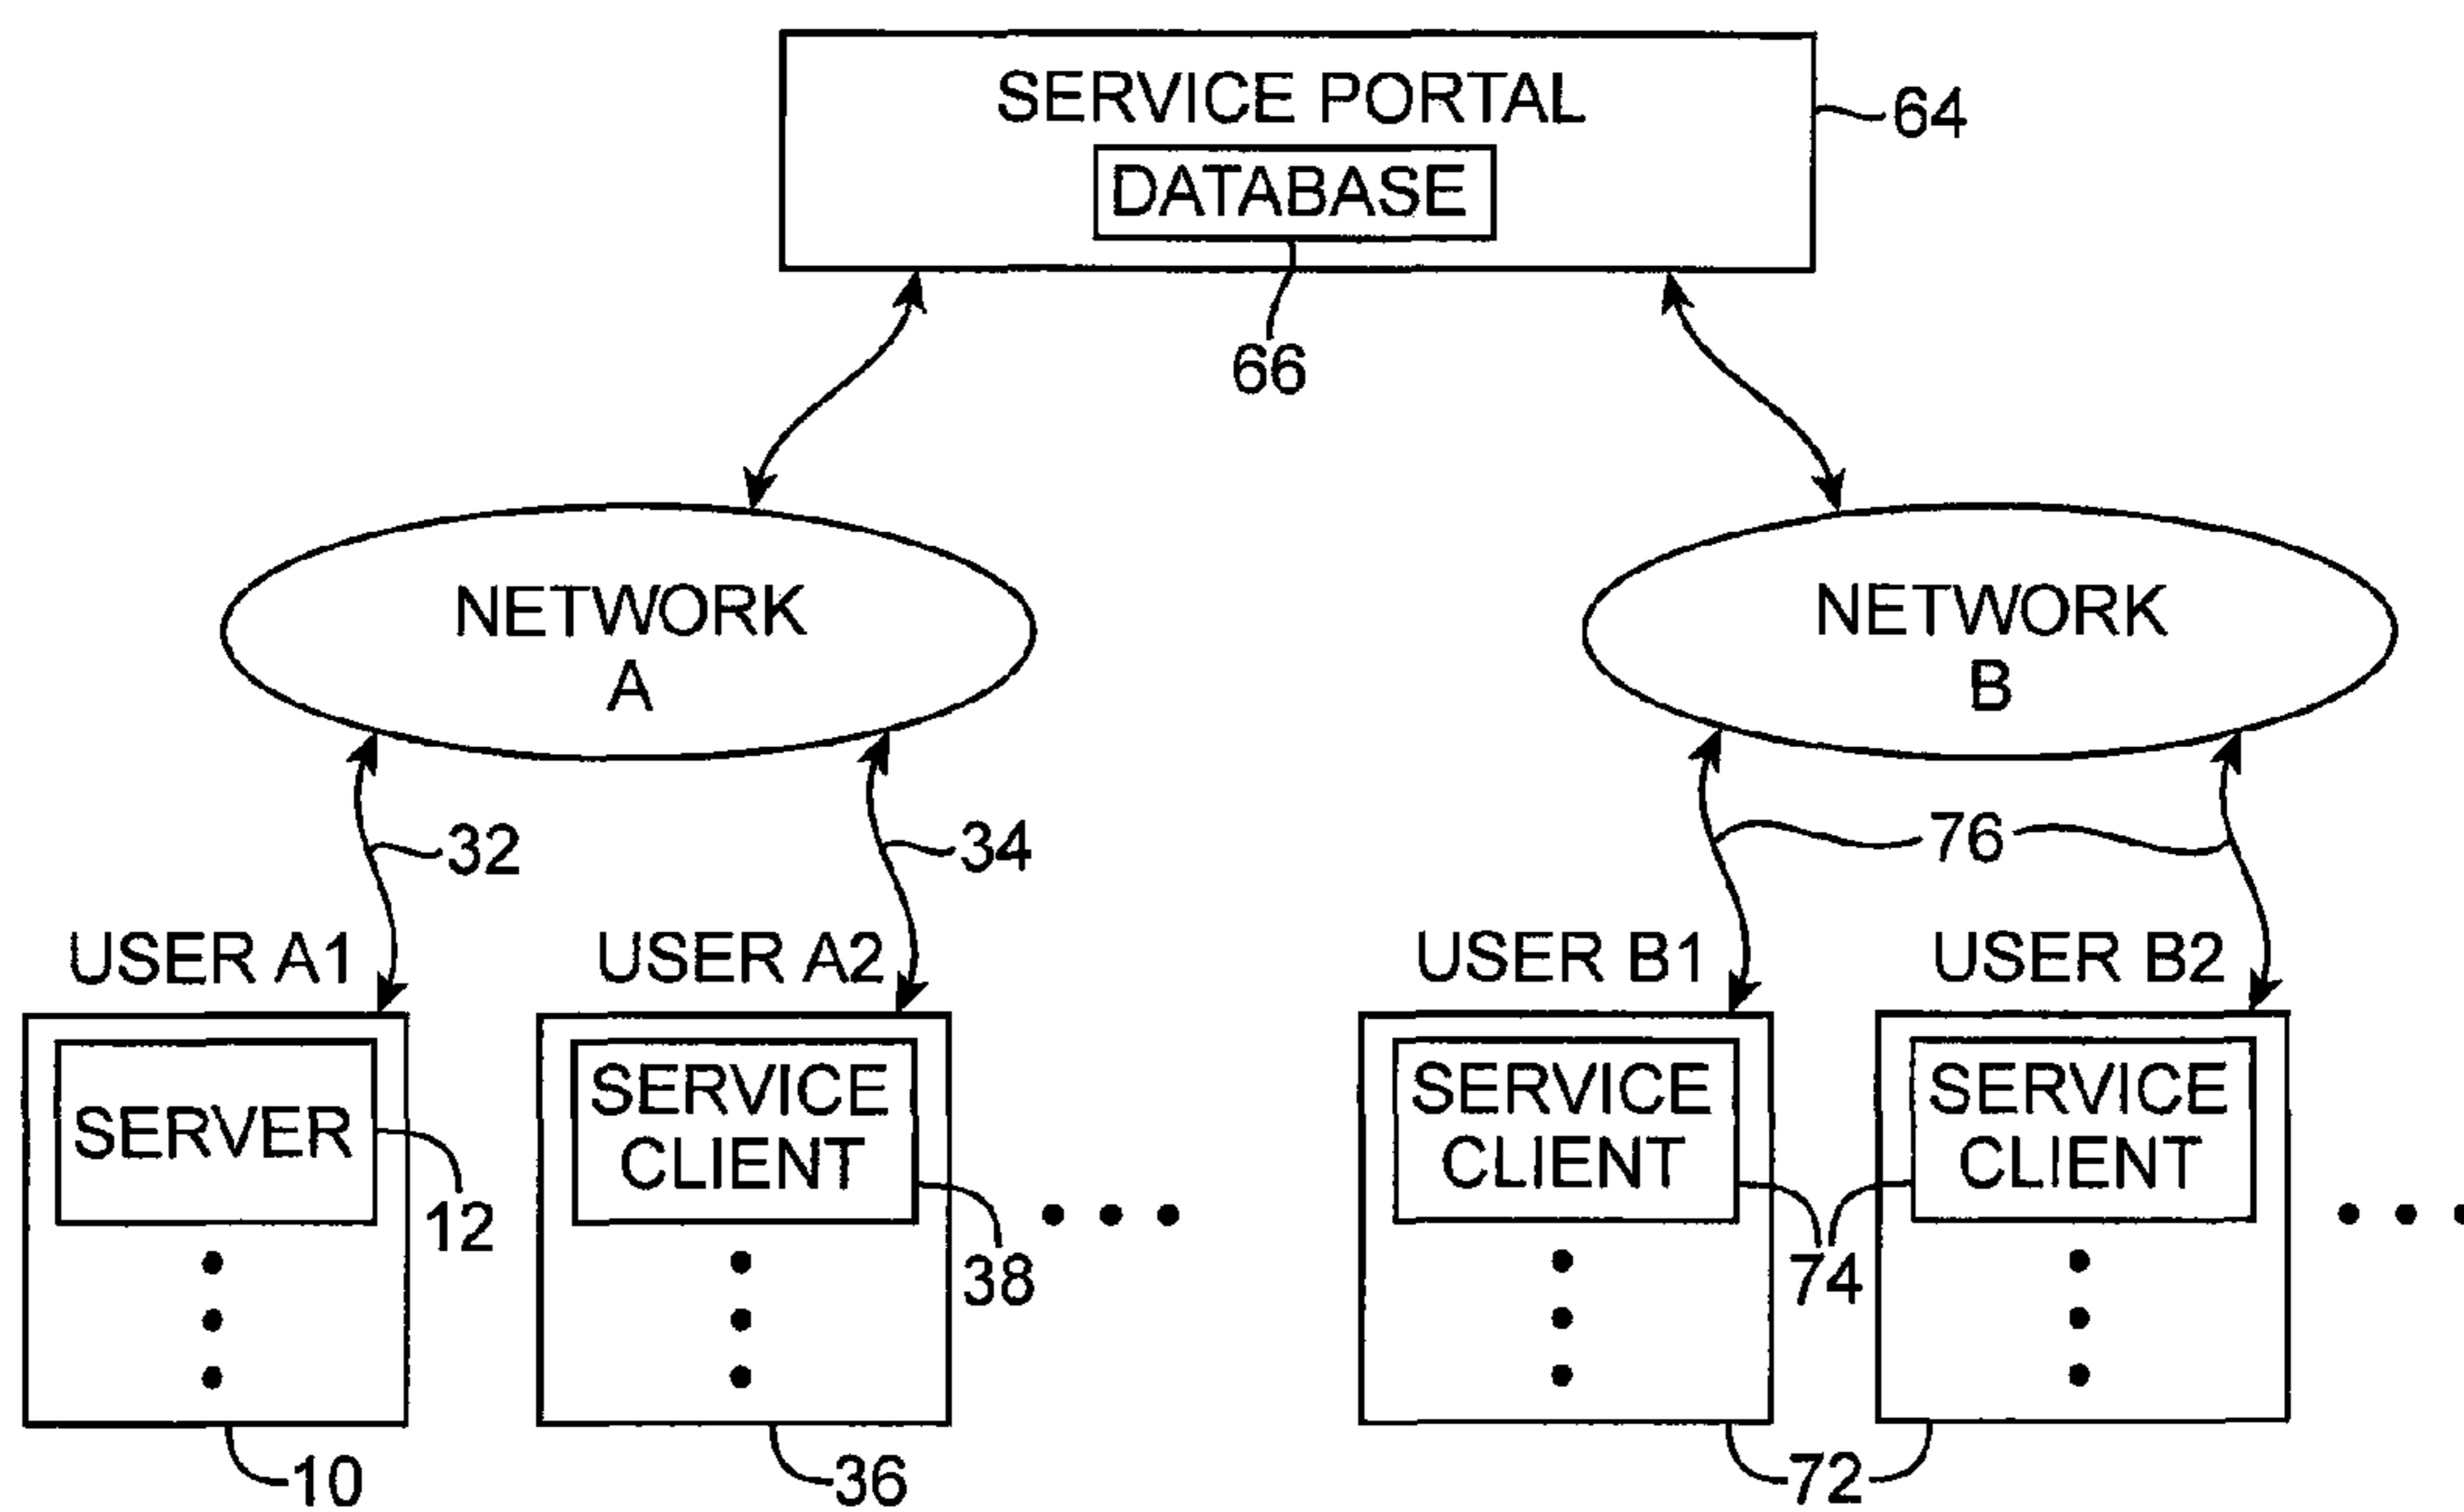 SERVICE PORTAL
64
DATABASE
66
NETWORK
A
NETWORK
B
32
34
76
USER A1
USER A2
USER B1
USER B2
SERVER
SERVICE
CLIENT
SERVICE
CLIENT
SERVICE
CLIENT
12
38
74
10
36
72